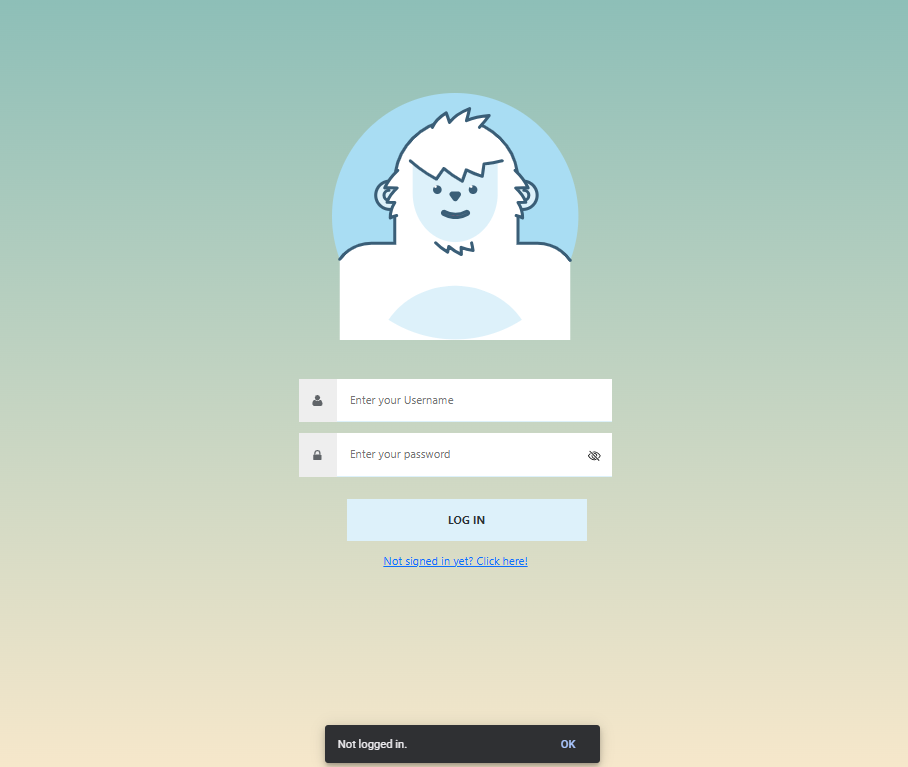 Enter your Username
Enter your password
LOG IN
Not signed in yet? Click here!
Not logged in.
OK